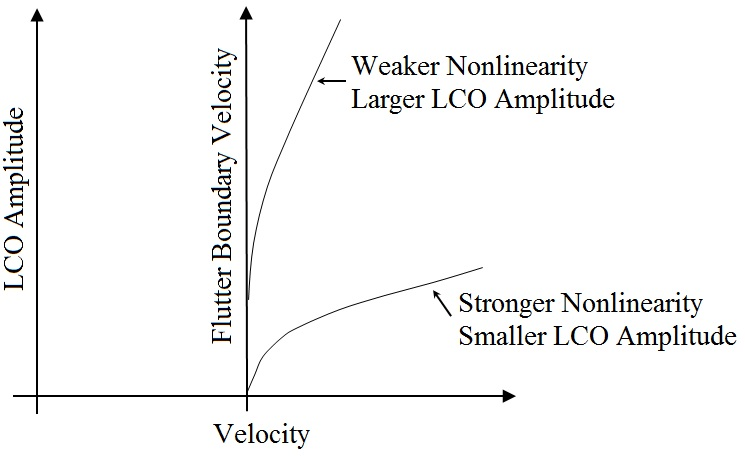 LCO Amplitude
Flutter Boundary Velocity
Weaker Nonlinearity
Larger LCO Amplitude
Stronger Nonlinearity
Smaller LCO Amplitude
Velocity